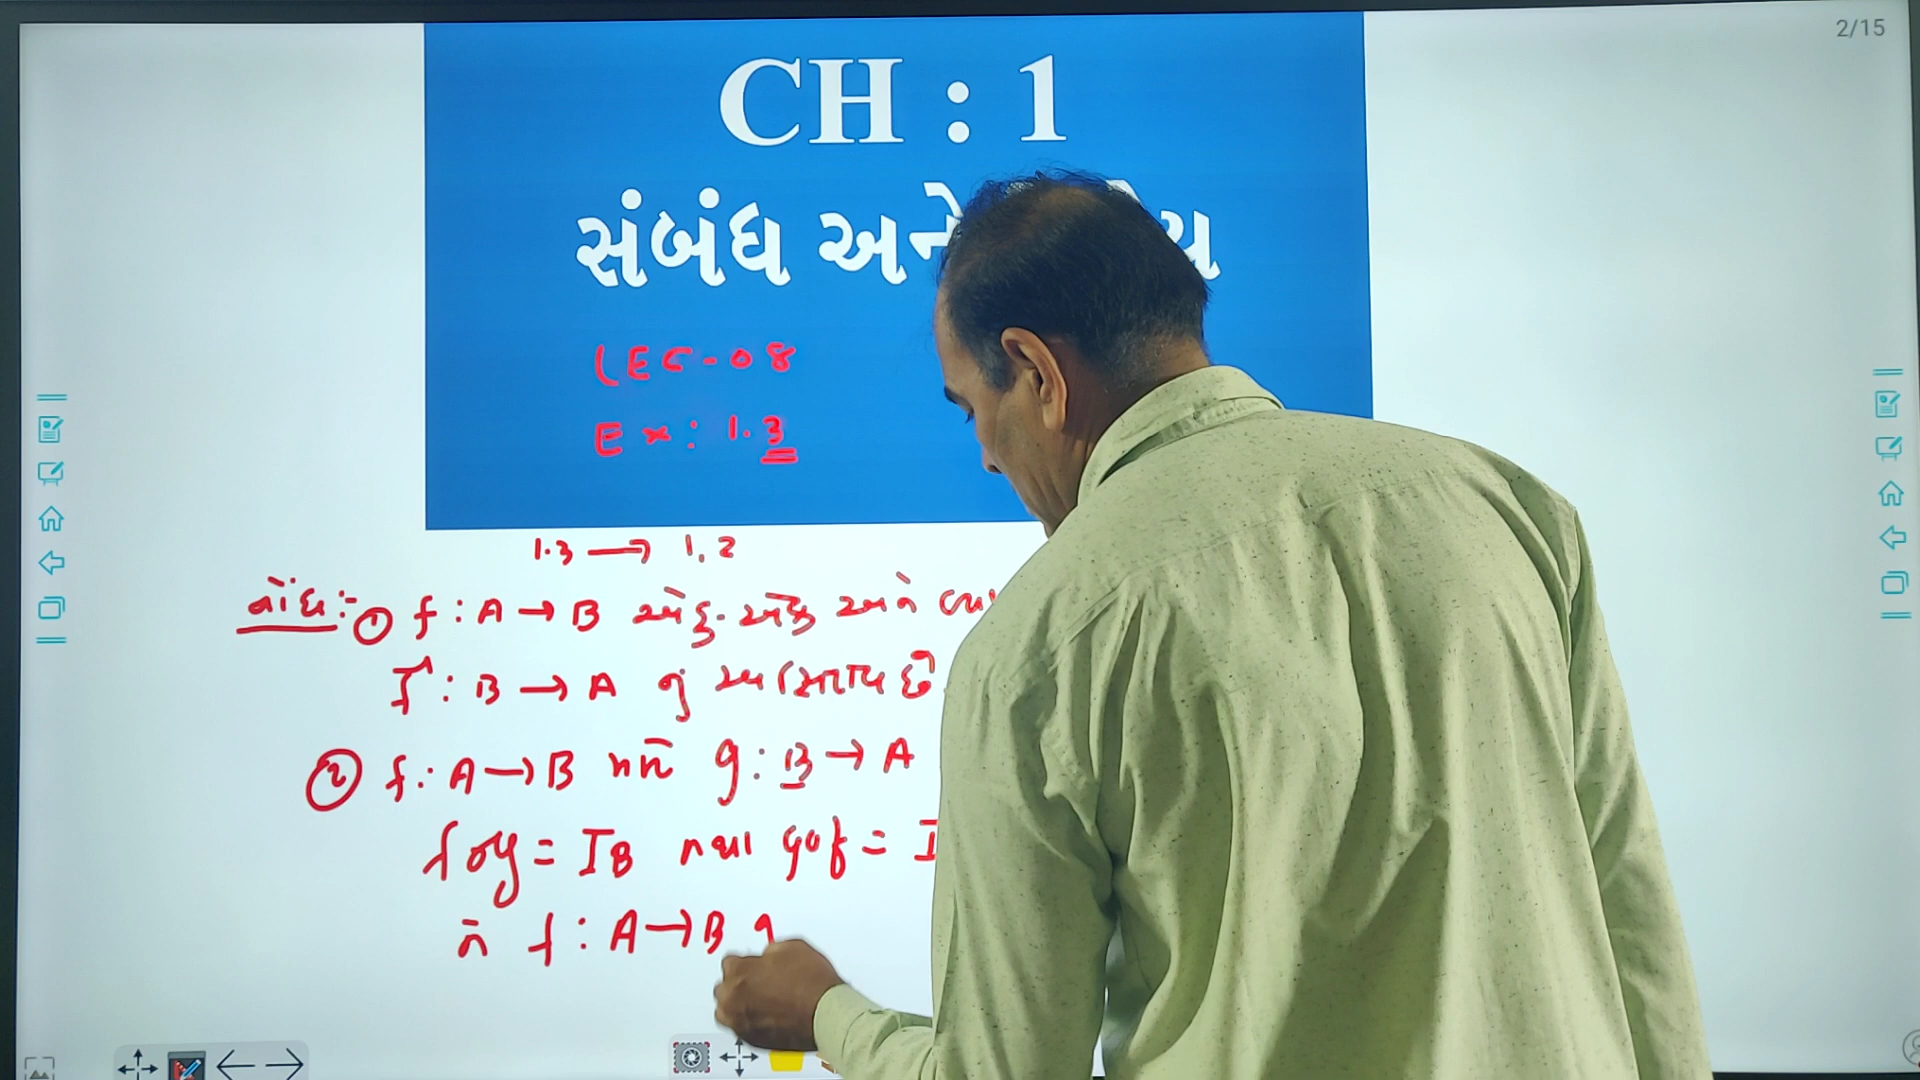 2/15
CH : 1
સંબંધ અને
LEC-08
Ex: 1.3
1.3 → 1.2
નોંધ:- ① f : A → B એક-એક અને વ્યા
f⁻¹ : B → A નું અસ્તિત્વ છે
② f : A → B અને g : B → A
fog = IB તથા gof = I
તો f : A → B